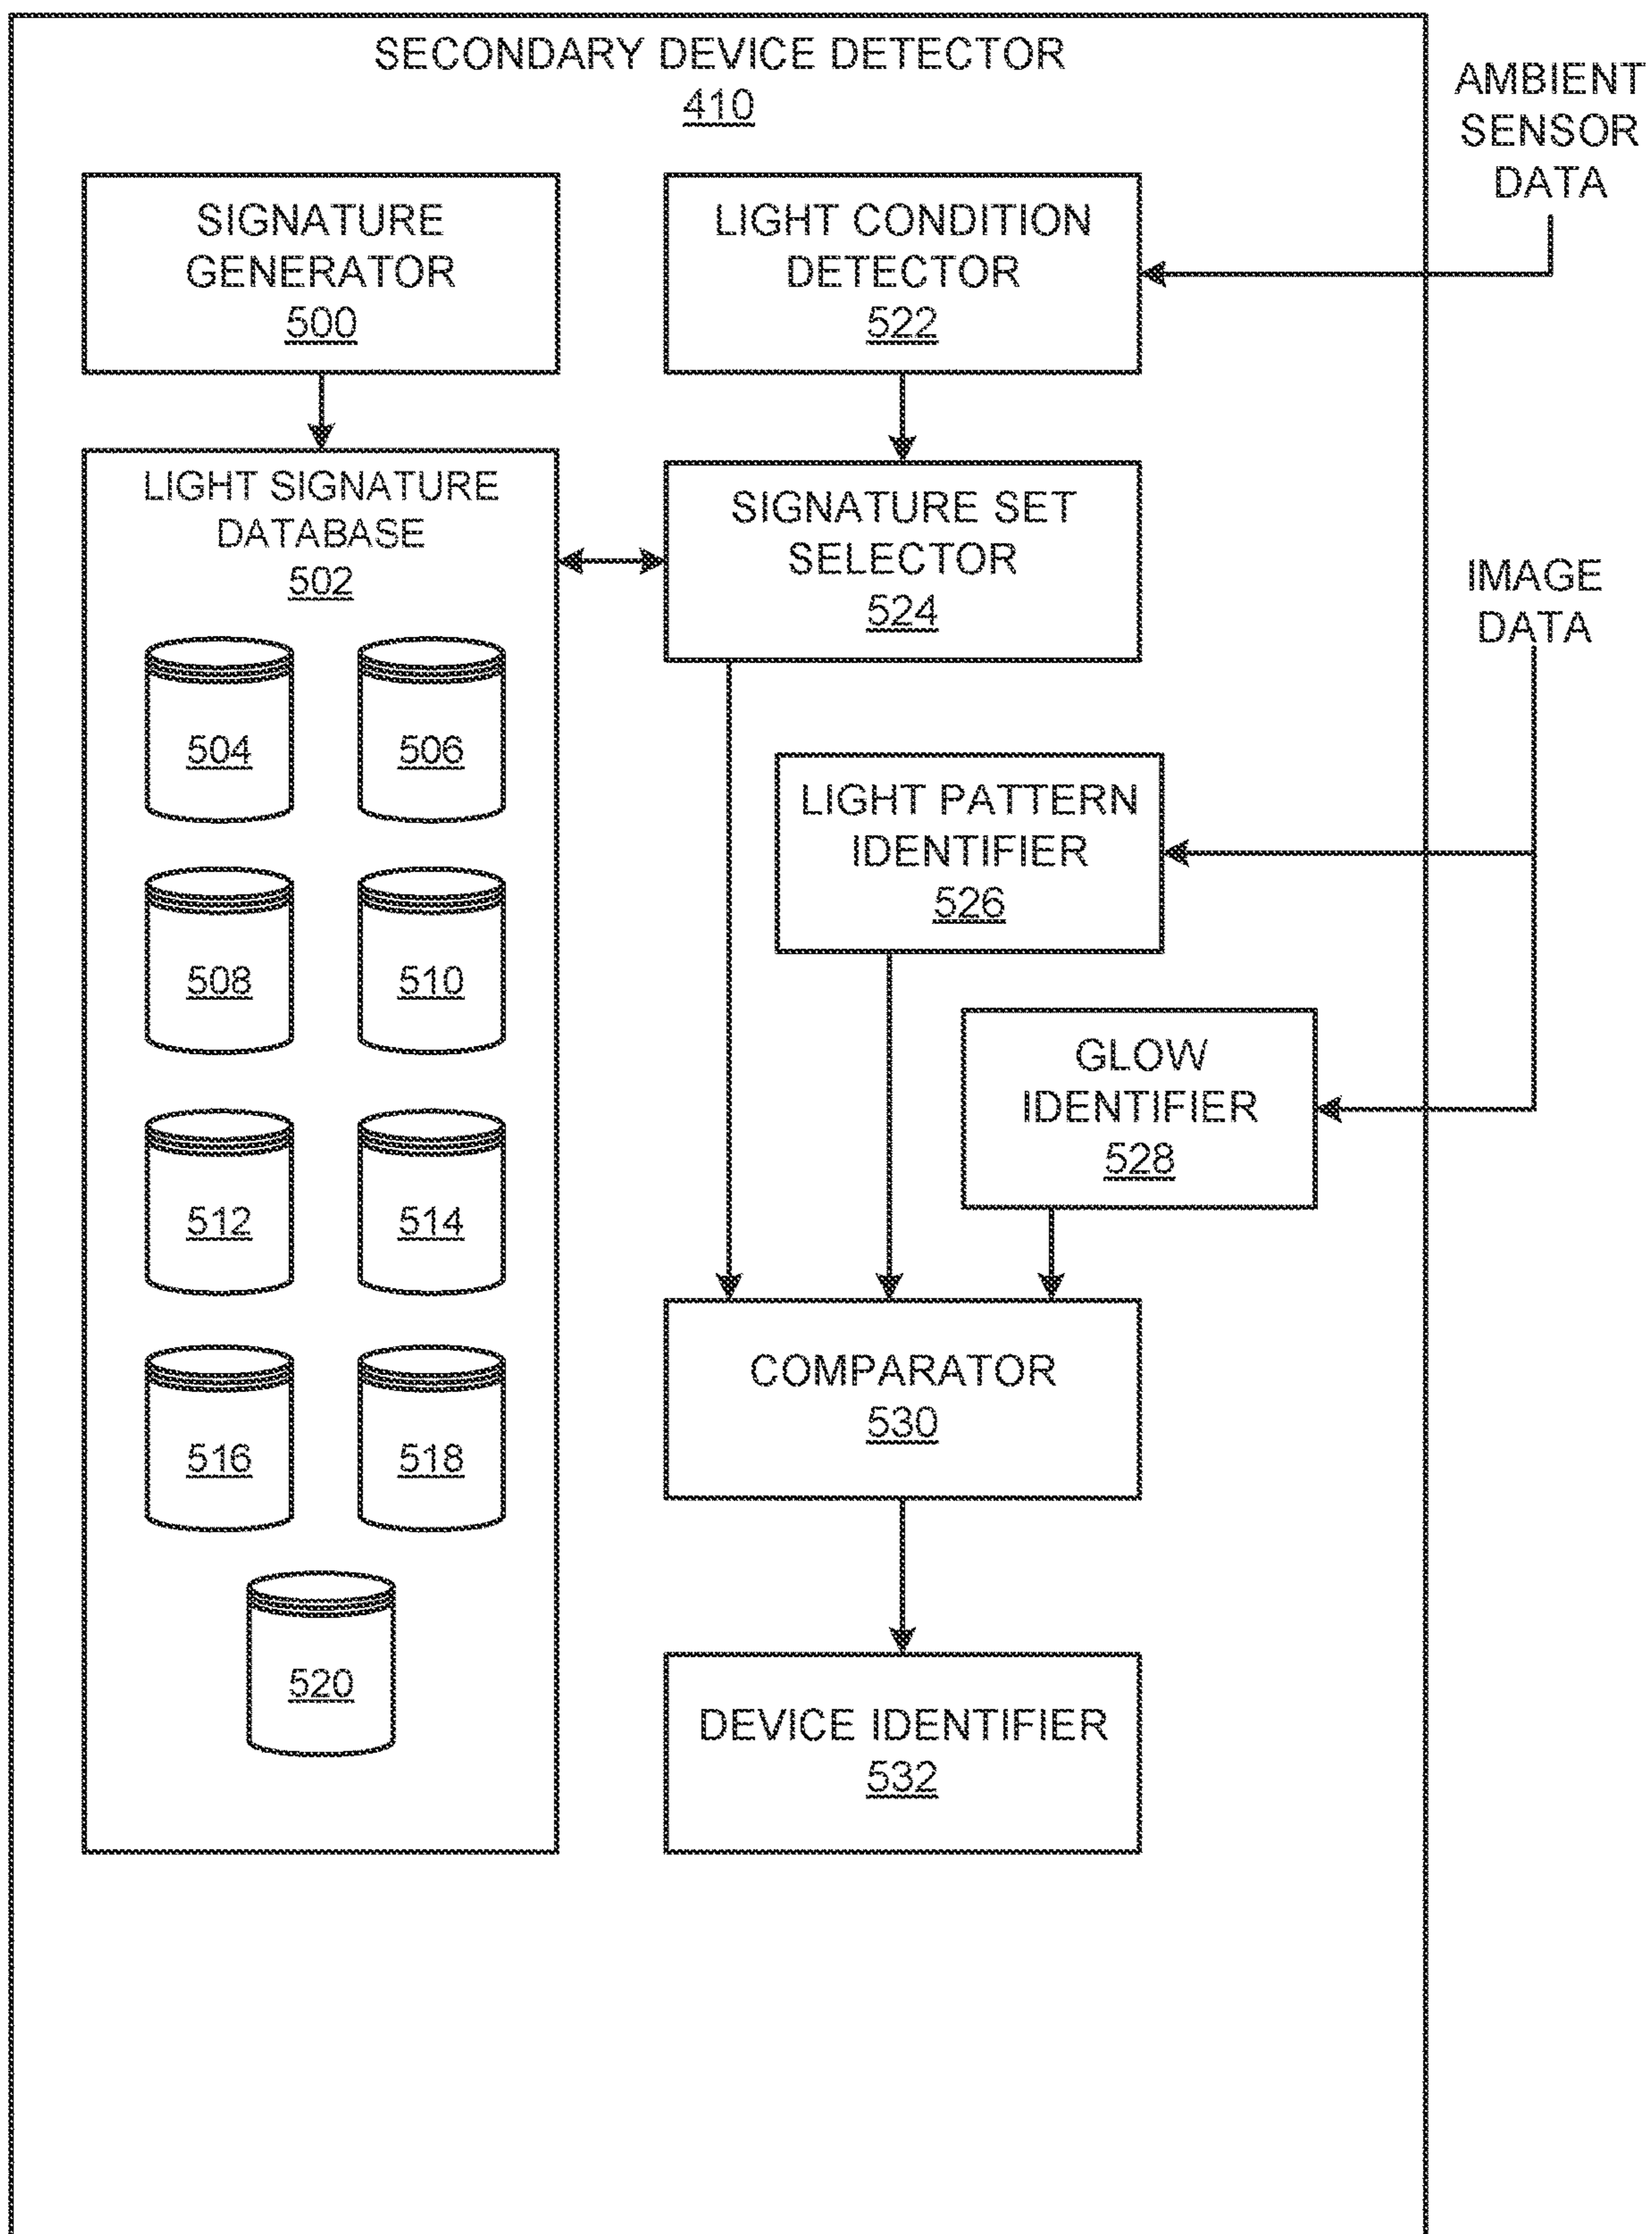 SECONDARY DEVICE DETECTOR
410
AMBIENT
SENSOR
DATA
SIGNATURE
GENERATOR
500
LIGHT CONDITION
DETECTOR
522
LIGHT SIGNATURE
DATABASE
502
SIGNATURE SET
SELECTOR
524
IMAGE
DATA
504
506
LIGHT PATTERN
IDENTIFIER
526
508
510
GLOW
IDENTIFIER
528
512
514
COMPARATOR
530
516
518
520
DEVICE IDENTIFIER
532